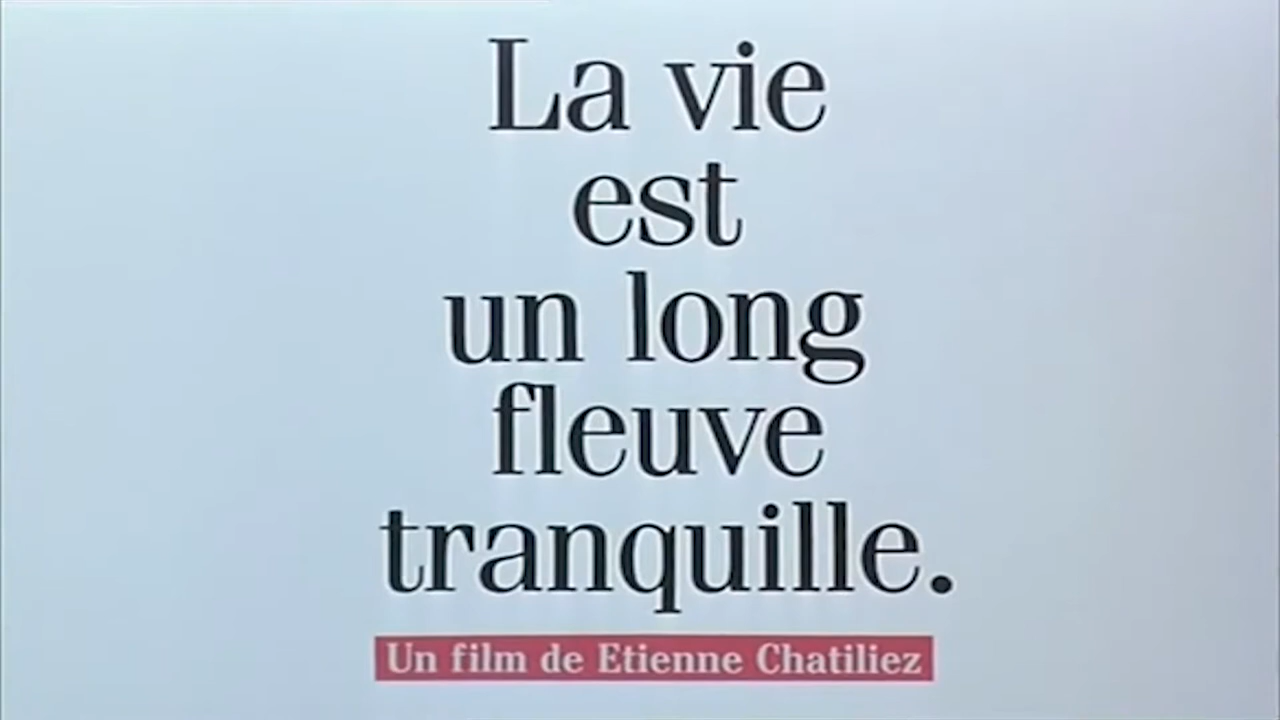 La vie
est
un long
fleuve
tranquille.
Un film de Etienne Chatiliez